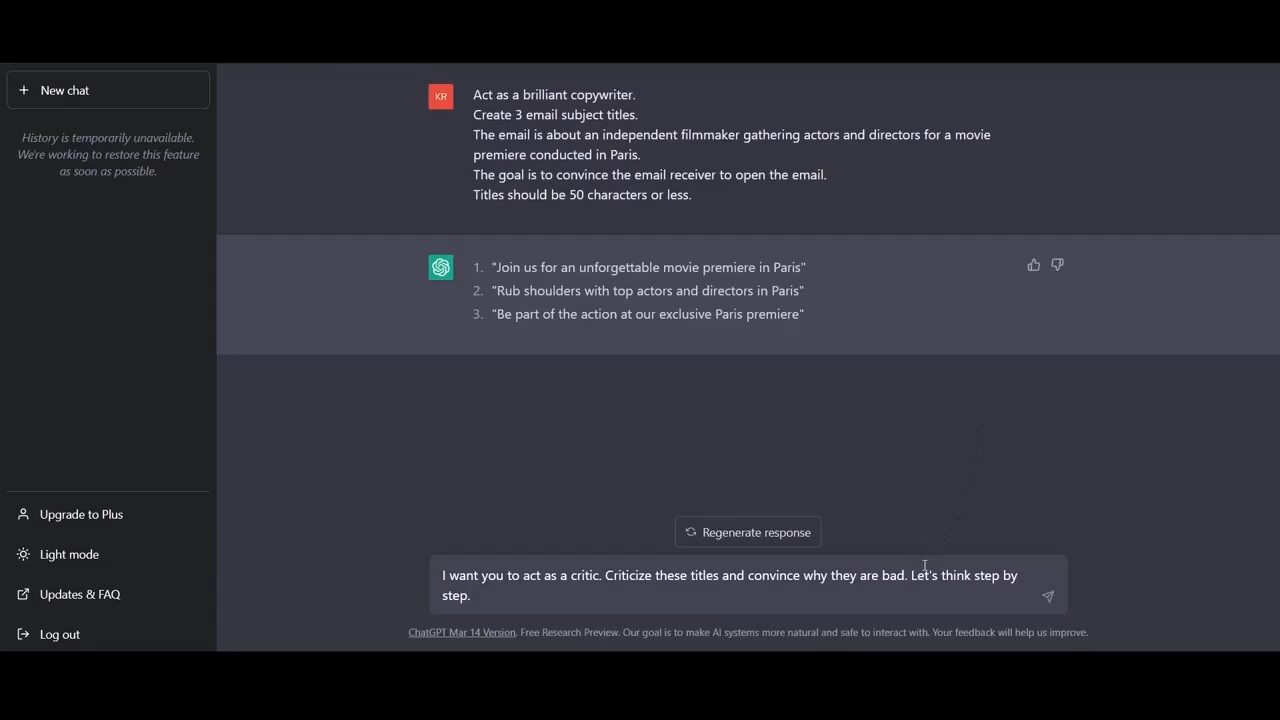 New chat
History is temporarily unavailable.
We're working to restore this feature
as soon as possible.
Upgrade to Plus
Light mode
Updates & FAQ
Log out
KR
Act as a brilliant copywriter.
Create 3 email subject titles.
The email is about an independent filmmaker gathering actors and directors for a movie
premiere conducted in Paris.
The goal is to convince the email receiver to open the email.
Titles should be 50 characters or less.
1. "Join us for an unforgettable movie premiere in Paris"
2. "Rub shoulders with top actors and directors in Paris"
3. "Be part of the action at our exclusive Paris premiere"
Regenerate response
I want you to act as a critic. Criticize these titles and convince why they are bad. Let's think step by
step.
ChatGPT Mar 14 Version. Free Research Preview. Our goal is to make AI systems more natural and safe to interact with. Your feedback will help us improve.